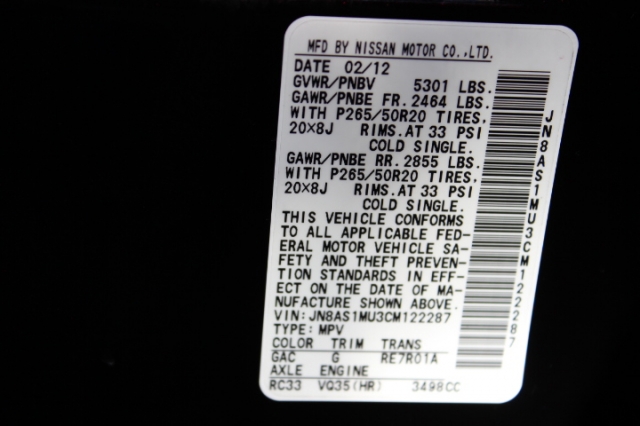 MFD BY NISSAN MOTOR CO.,LTD.
DATE 02/12
GVWR/PNBV 5301 LBS.
GAWR/PNBE FR. 2464 LBS.
WITH P265/50R20 TIRES,
20×8J RIMS. AT 33 PSI
COLD SINGLE.
GAWR/PNBE RR. 2855 LBS.
WITH P265/50R20 TIRES,
20×8J RIMS. AT 33 PSI
COLD SINGLE.
THIS VEHICLE CONFORMS
TO ALL APPLICABLE FED-
ERAL MOTOR VEHICLE SA-
FETY AND THEFT PREVEN-
TION STANDARDS IN EFF-
ECT ON THE DATE OF MA-
NUFACTURE SHOWN ABOVE.
VIN: JN8AS1MU3CM122287
TYPE: MPV
COLOR TRIM TRANS
GAC G RE7R01A
AXLE ENGINE
RC33 VQ35(HR) 3498CC
JN8AS1MU3CM122287